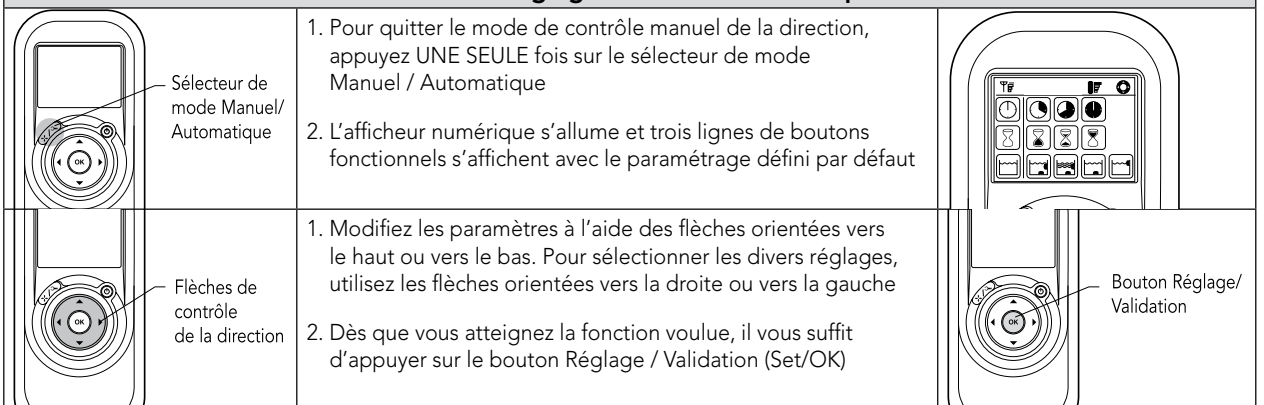 Sélecteur de
mode Manuel/
Automatique
1. Pour quitter le mode de contrôle manuel de la direction,
appuyez UNE SEULE fois sur le sélecteur de mode
Manuel / Automatique
2. L’afficheur numérique s’allume et trois lignes de boutons
fonctionnels s’affichent avec le paramétrage défini par défaut
OK
Flèches de
contrôle
de la direction
OK
1. Modifiez les paramètres à l’aide des flèches orientées vers
le haut ou vers le bas. Pour sélectionner les divers réglages,
utilisez les flèches orientées vers la droite ou vers la gauche
2. Dès que vous atteignez la fonction voulue, il vous suffit
d’appuyer sur le bouton Réglage / Validation (Set/OK)
Bouton Réglage/
Validation
OK